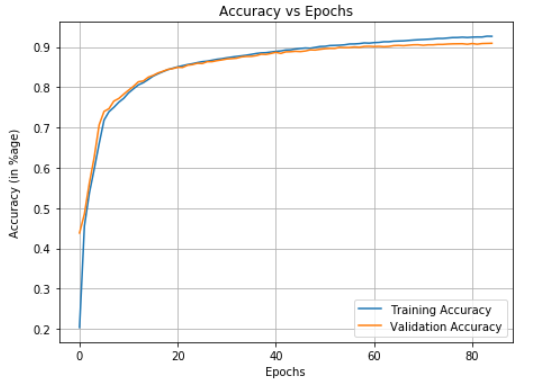 Accuracy vs Epochs
Accuracy (in %age)
0.9
0.8
0.7
0.6
0.5
0.4
0.3
0.2
0 20 40 60 80
Epochs
Training Accuracy
Validation Accuracy